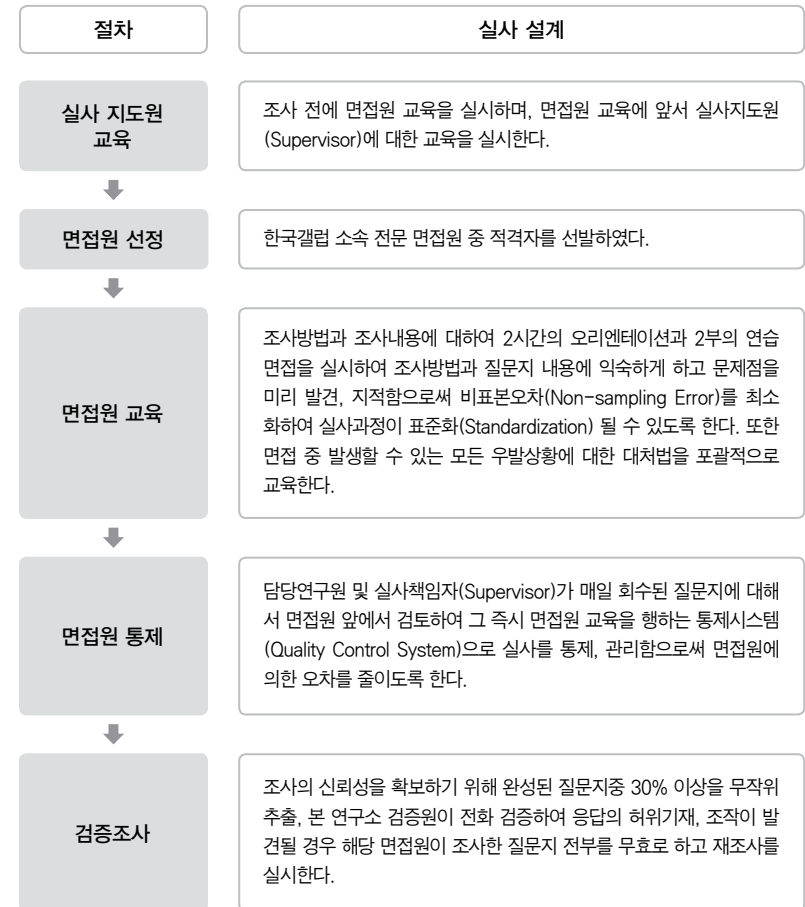 절차
실사 설계
실사 지도원
교육
조사 전에 면접원 교육을 실시하며, 면접원 교육에 앞서 실사지도원
(Supervisor)에 대한 교육을 실시한다.
면접원 선정
한국갤럽 소속 전문 면접원 중 적격자를 선발하였다.
면접원 교육
조사방법과 조사내용에 대하여 2시간의 오리엔테이션과 2부의 연습
면접을 실시하여 조사방법과 질문지 내용에 익숙하게 하고 문제점을
미리 발견, 지적함으로써 비표본오차(Non-sampling Error)를 최소
화하여 실사과정이 표준화(Standardization) 될 수 있도록 한다. 또한
면접 중 발생할 수 있는 모든 우발상황에 대한 대처법을 포괄적으로
교육한다.
면접원 통제
담당연구원 및 실사책임자(Supervisor)가 매일 회수된 질문지에 대해
서 면접원 앞에서 검토하여 그 즉시 면접원 교육을 행하는 통제시스템
(Quality Control System)으로 실사를 통제, 관리함으로써 면접원에
의한 오차를 줄이도록 한다.
검증조사
조사의 신뢰성을 확보하기 위해 완성된 질문지중 30% 이상을 무작위
추출, 본 연구소 검증원이 전화 검증하여 응답의 허위기재, 조작이 발
견될 경우 해당 면접원이 조사한 질문지 전부를 무효로 하고 재조사를
실시한다.